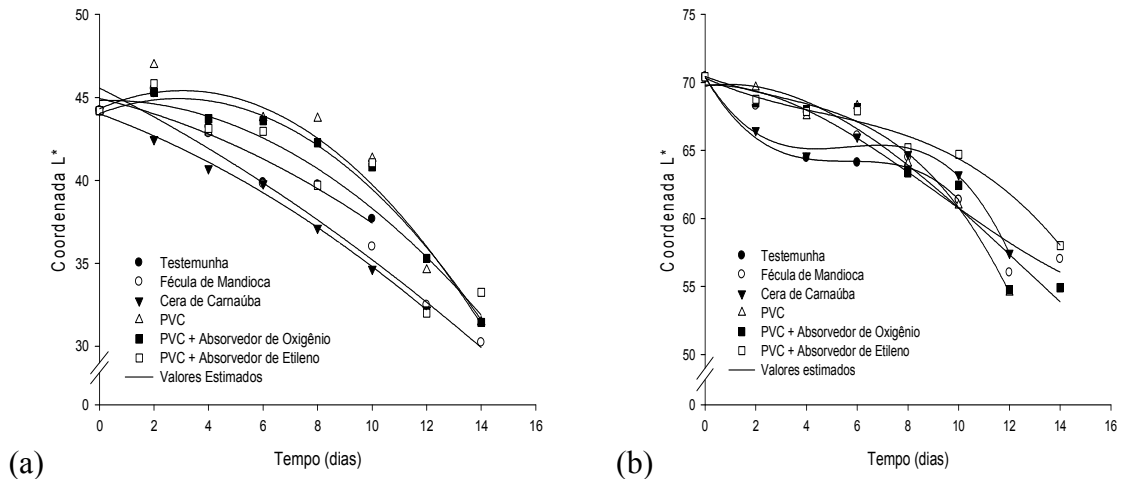 50
45
40
35
30
0
Coordenada L*
Testemunha
Fécula de Mandioca
Cera de Carnaúba
PVC
PVC + Absorvedor de Oxigênio
PVC + Absorvedor de Etileno
Valores Estimados
0 2 4 6 8 10 12 14 16
Tempo (dias)
(a)
75
70
65
60
55
50
0
Coordenada L*
Testemunha
Fécula de Mandioca
Cera de Carnaúba
PVC
PVC + Absorvedor de Oxigênio
PVC + Absorvedor de Etileno
Valores estimados
0 2 4 6 8 10 12 14 16
Tempo (dias)
(b)